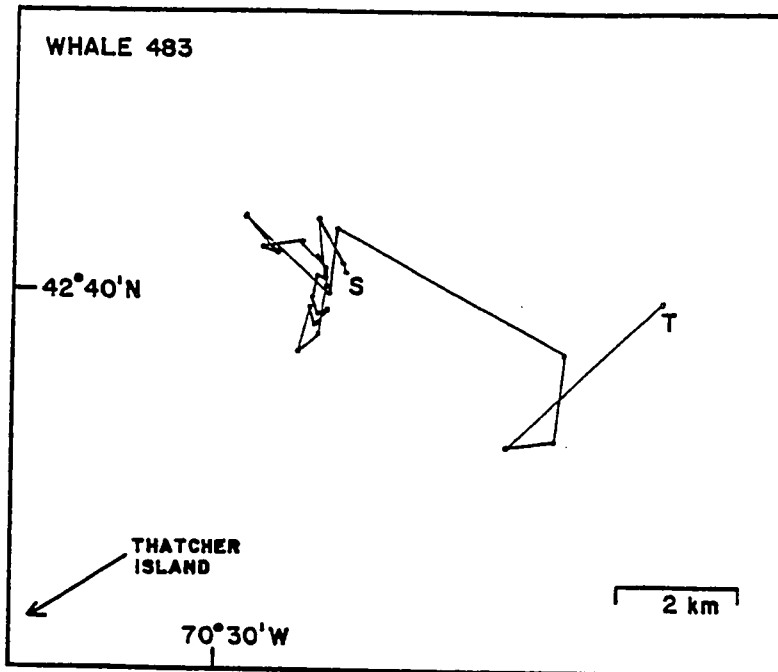 WHALE 483
42°40'N
S
T
THATCHER
ISLAND
2 km
70°30'W